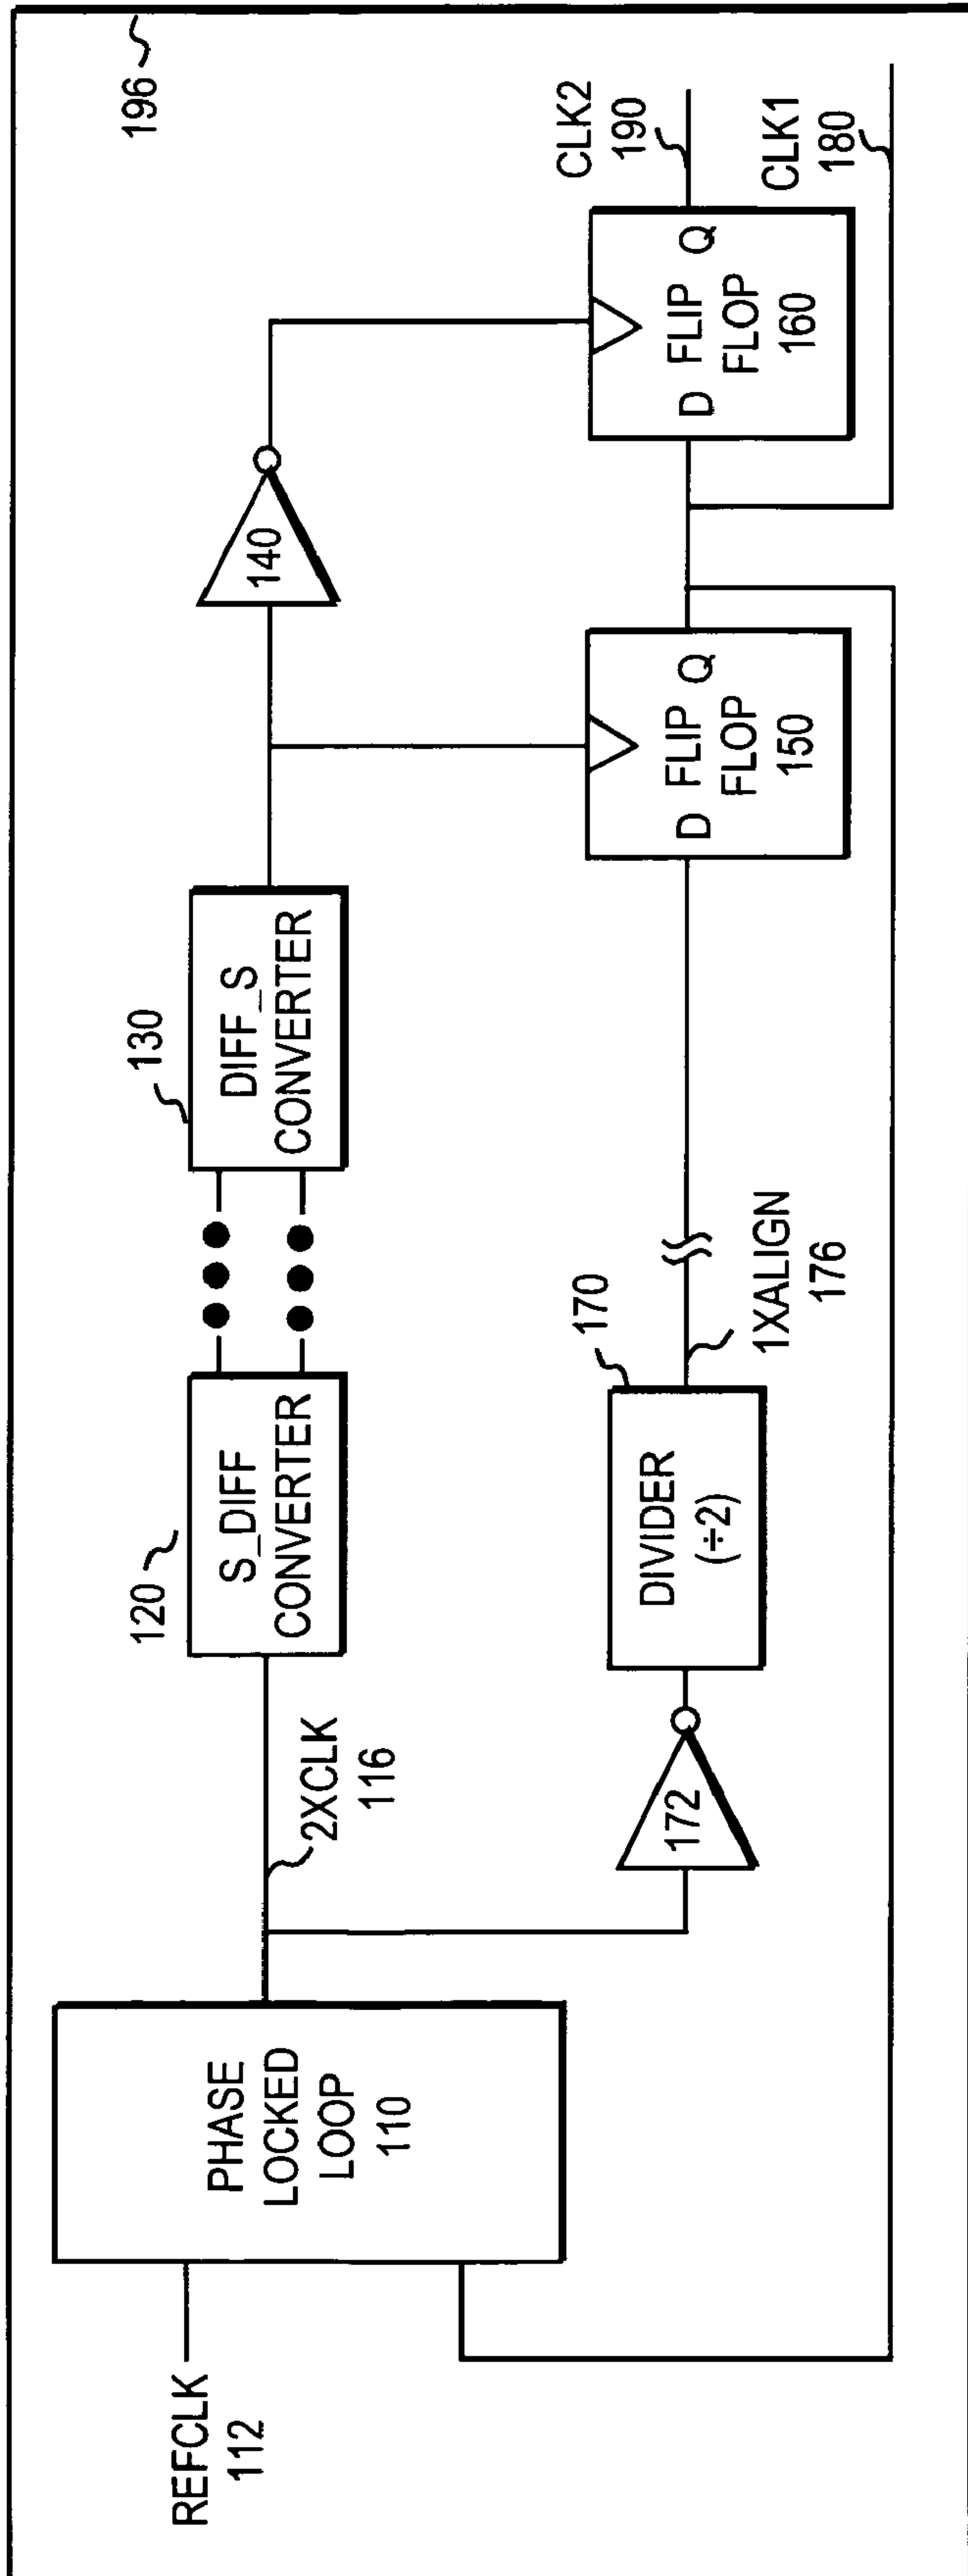 196
REFCLK
112
PHASE
LOCKED
LOOP
110
2XCLK
116
120
S_DIFF
CONVERTER
130
DIFF_S
CONVERTER
140
172
DIVIDER
(÷2)
170
1XALIGN
176
D FLIP Q
FLOP
150
D FLIP Q
FLOP
160
CLK2
190
CLK1
180